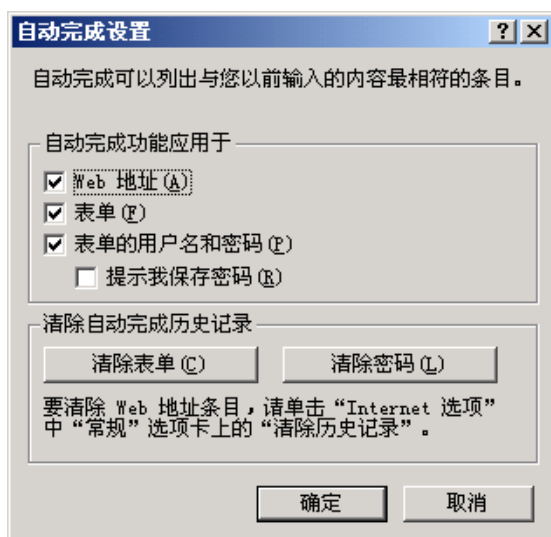 自动完成设置
自动完成可以列出与您以前输入的内容最相符的条目。
自动完成功能应用于
Web 地址(A)
表单(F)
表单的用户名和密码(P)
提示我保存密码(R)
清除自动完成历史记录
清除表单(C) 清除密码(L)
要清除 Web 地址条目，请单击“Internet 选项”
中“常规”选项卡上的“清除历史记录”。
确定 取消